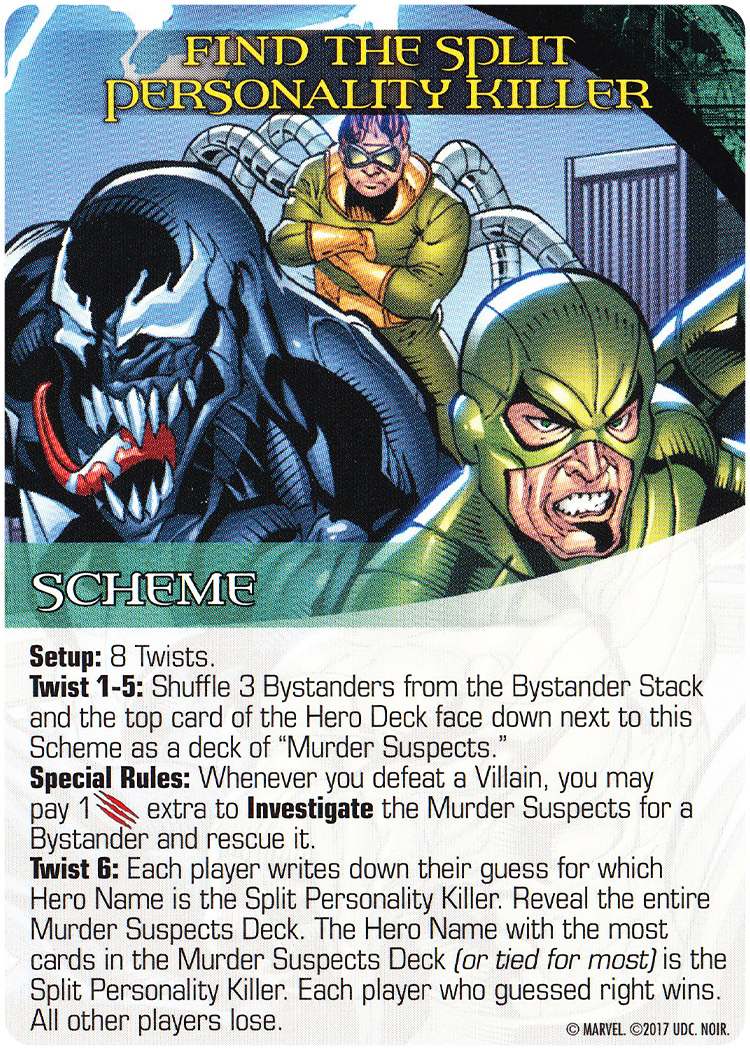 FIND THE SPLIT
PERSONALITY KILLER
SCHEME
Setup: 8 Twists.
Twist 1-5: Shuffle 3 Bystanders from the Bystander Stack
and the top card of the Hero Deck face down next to this
Scheme as a deck of “Murder Suspects.”
Special Rules: Whenever you defeat a Villain, you may
pay 1 extra to Investigate the Murder Suspects for a
Bystander and rescue it.
Twist 6: Each player writes down their guess for which
Hero Name is the Split Personality Killer. Reveal the entire
Murder Suspects Deck. The Hero Name with the most
cards in the Murder Suspects Deck (or tied for most) is the
Split Personality Killer. Each player who guessed right wins.
All other players lose.
© MARVEL. ©2017 UDC. NOIR.